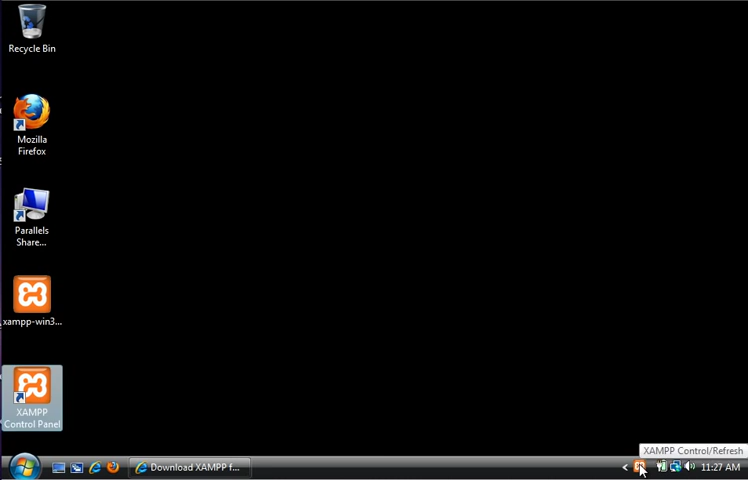 Recycle Bin
Mozilla
Firefox
Parallels
Share...
xampp-win3...
XAMPP
Control Panel
Download XAMPP f...
XAMPP Control/Refresh
11:27 AM